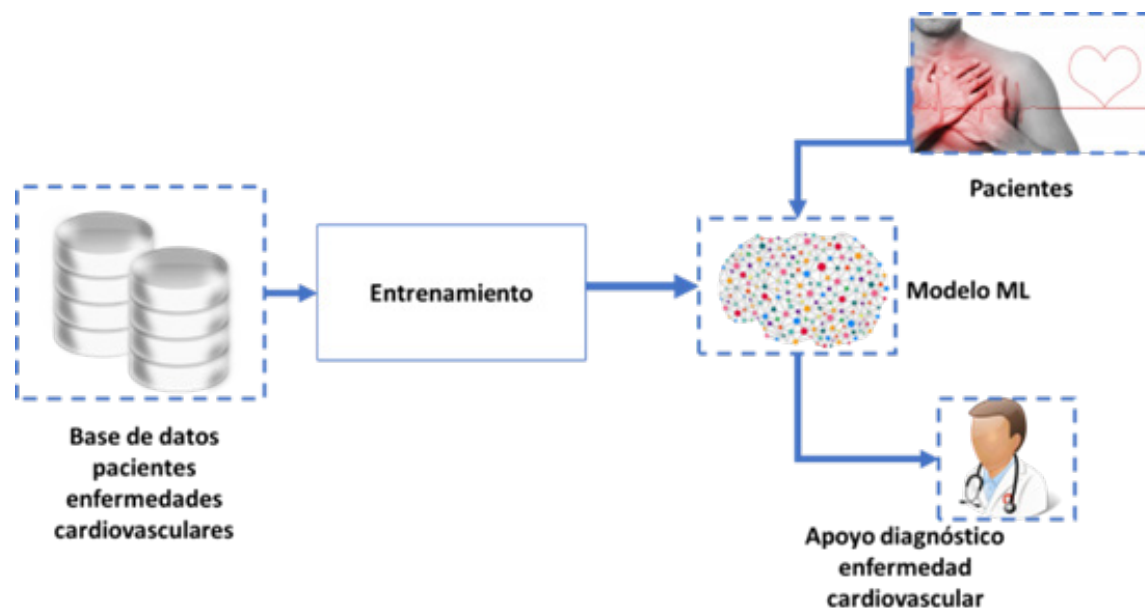 Pacientes
Entrenamiento
Modelo ML
Base de datos
pacientes
enfermedades
cardiovasculares
Apoyo diagnóstico
enfermedad
cardiovascular